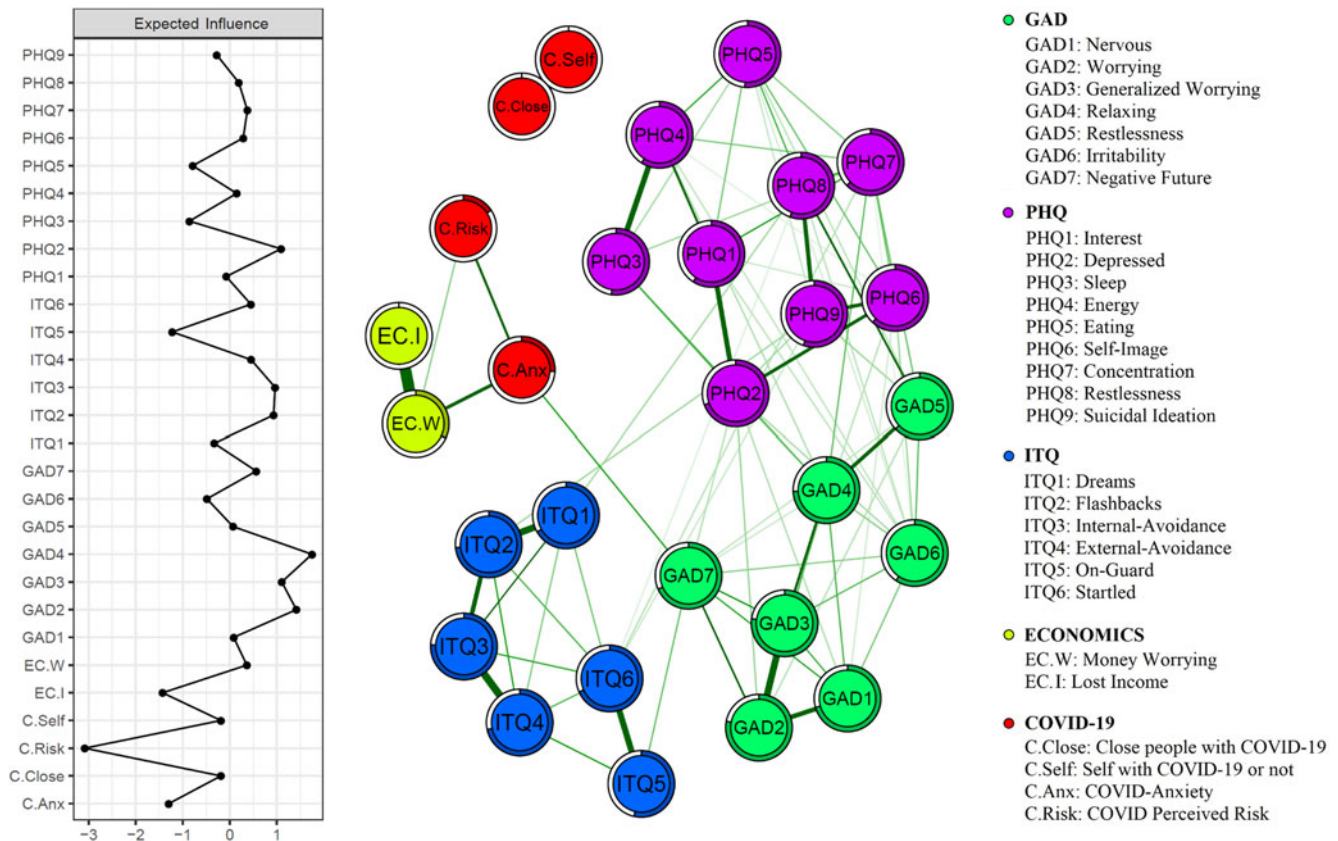 Expected Influence
PHQ9
PHQ8
PHQ7
PHQ6
PHQ5
PHQ4
PHQ3
PHQ2
PHQ1
ITQ6
ITQ5
ITQ4
ITQ3
ITQ2
ITQ1
GAD7
GAD6
GAD5
GAD4
GAD3
GAD2
GAD1
EC.W
EC.I
C.Self
C.Risk
C.Close
C.Anx
−3 −2 −1 0 1
C.Self
C.Close
PHQ5
PHQ4
PHQ7
PHQ8
C.Risk
PHQ3
PHQ1
PHQ6
PHQ9
EC.I
C.Anx
PHQ2
EC.W
GAD5
GAD4
ITQ1
ITQ2
GAD6
GAD7
GAD3
ITQ3
ITQ6
GAD1
ITQ4
GAD2
ITQ5
GAD
GAD1: Nervous
GAD2: Worrying
GAD3: Generalized Worrying
GAD4: Relaxing
GAD5: Restlessness
GAD6: Irritability
GAD7: Negative Future
PHQ
PHQ1: Interest
PHQ2: Depressed
PHQ3: Sleep
PHQ4: Energy
PHQ5: Eating
PHQ6: Self-Image
PHQ7: Concentration
PHQ8: Restlessness
PHQ9: Suicidal Ideation
ITQ
ITQ1: Dreams
ITQ2: Flashbacks
ITQ3: Internal-Avoidance
ITQ4: External-Avoidance
ITQ5: On-Guard
ITQ6: Startled
ECONOMICS
EC.W: Money Worrying
EC.I: Lost Income
COVID-19
C.Close: Close people with COVID-19
C.Self: Self with COVID-19 or not
C.Anx: COVID-Anxiety
C.Risk: COVID Perceived Risk